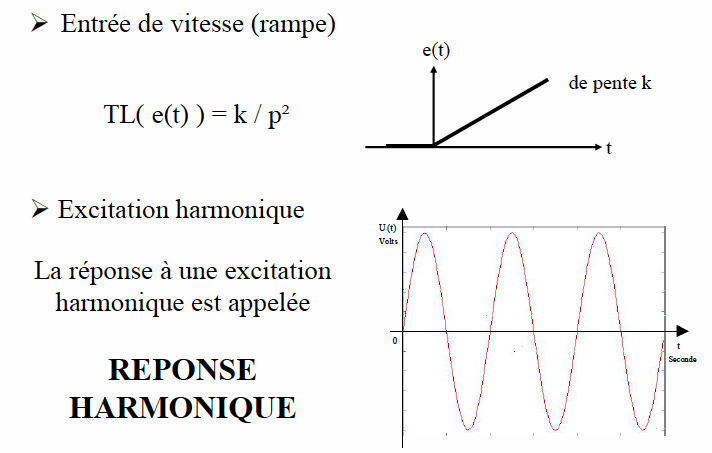 Entrée de vitesse (rampe)
e(t)
de pente k
TL( e(t) ) = k / p²
t
Excitation harmonique
U(t)
Volts
La réponse à une excitation
harmonique est appelée
0
t
Seconde
REPONSE
HARMONIQUE